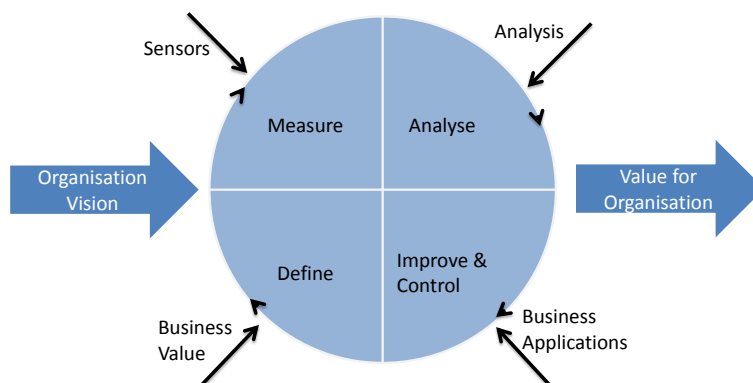 Sensors
Analysis
Measure
Analyse
Organisation
Vision
Value for
Organisation
Define
Improve &
Control
Business
Value
Business
Applications